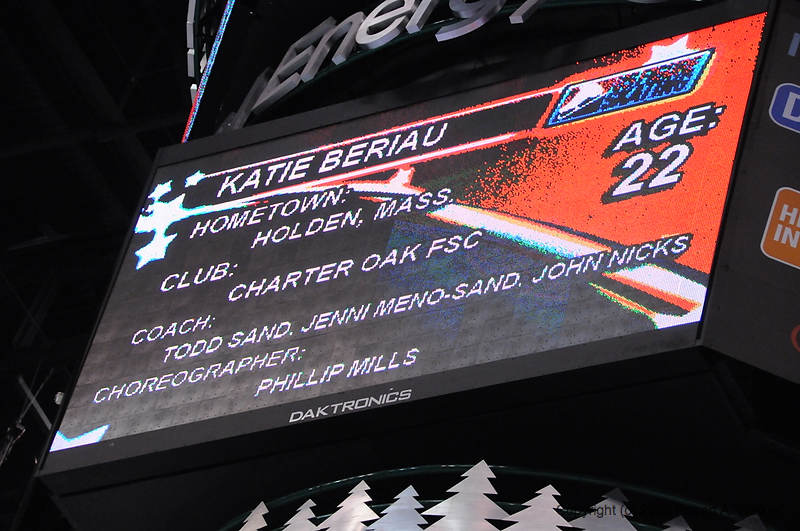 Energy
KATIE BERIAU
AGE:
22
HOMETOWN:
HOLDEN, MASS.
CLUB:
CHARTER OAK FSC
COACH:
TODD SAND, JENNI MENO-SAND, JOHN NICKS
CHOREOGRAPHER:
PHILLIP MILLS
DAKTRONICS